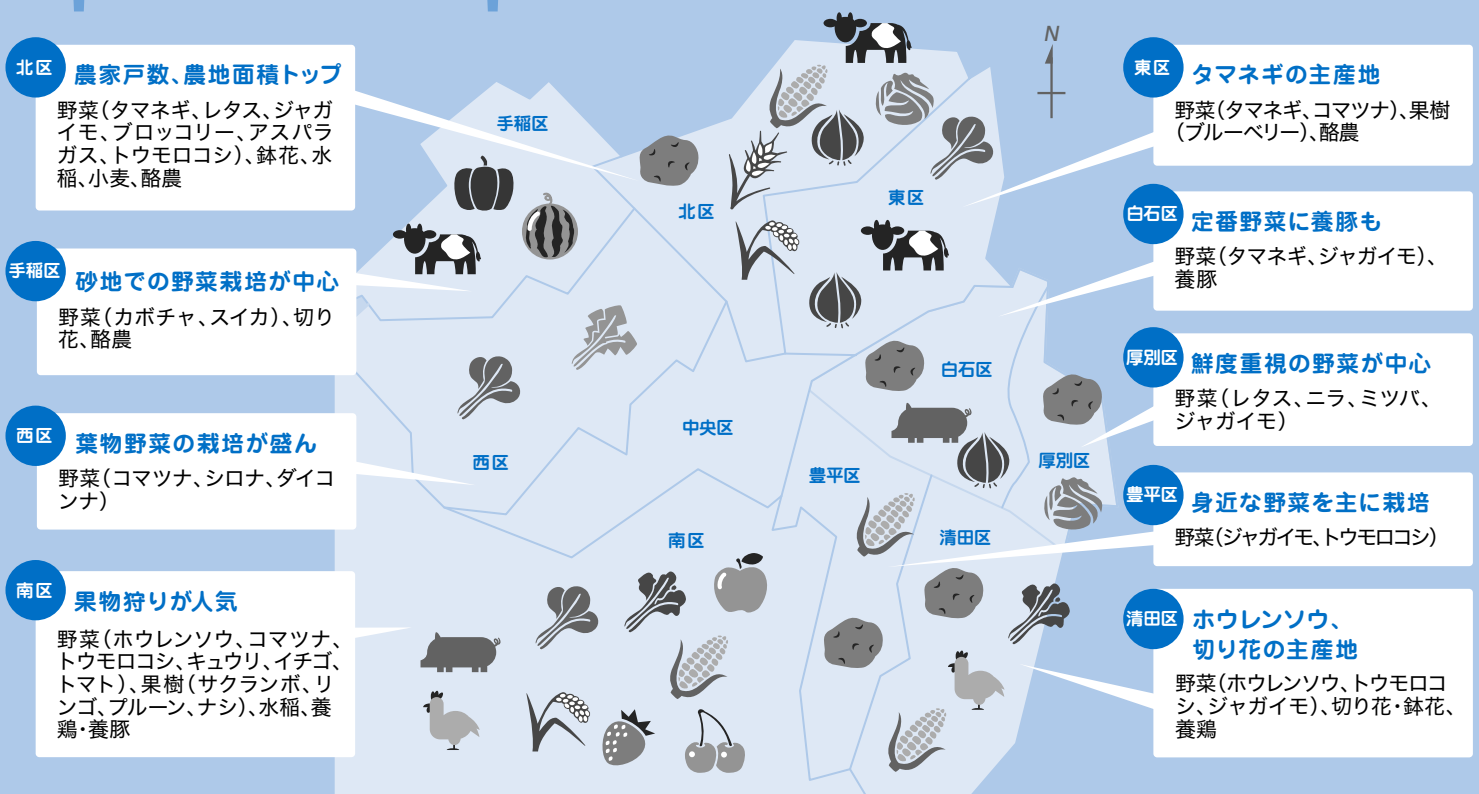 北区
農家戸数、農地面積トップ
野菜(タマネギ、レタス、ジャガ
イモ、ブロッコリー、アスパラ
ガス、トウモロコシ)、鉢花、水
稲、小麦、酪農
手稲区
砂地での野菜栽培が中心
野菜(カボチャ、スイカ)、切り
花、酪農
西区
葉物野菜の栽培が盛ん
野菜(コマツナ、シロナ、ダイコ
ンナ)
南区
果物狩りが人気
野菜(ホウレンソウ、コマツナ、
トウモロコシ、キュウリ、イチゴ、
トマト)、果樹(サクランボ、リ
ンゴ、プルーン、ナシ)、水稲、養
鶏・養豚
N
手稲区
北区
東区
白石区
中央区
西区
豊平区
厚別区
南区
清田区
東区
タマネギの主産地
野菜(タマネギ、コマツナ)、果樹
(ブルーベリー)、酪農
白石区
定番野菜に養豚も
野菜(タマネギ、ジャガイモ)、
養豚
厚別区
鮮度重視の野菜が中心
野菜(レタス、ニラ、ミツバ、
ジャガイモ)
豊平区
身近な野菜を主に栽培
野菜(ジャガイモ、トウモロコシ)
清田区
ホウレンソウ、
切り花の主産地
野菜(ホウレンソウ、トウモロコ
シ、ジャガイモ)、切り花・鉢花、
養鶏